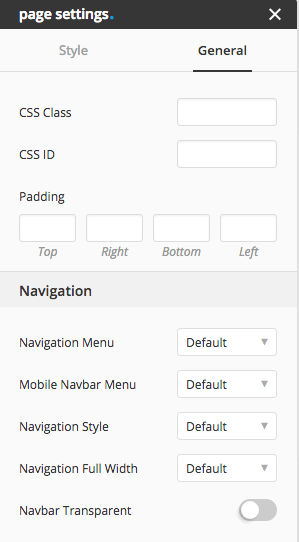 page settings.
Style General
CSS Class
CSS ID
Padding
Top Right Bottom Left
Navigation
Navigation Menu Default
Mobile Navbar Menu Default
Navigation Style Default
Navigation Full Width Default
Navbar Transparent